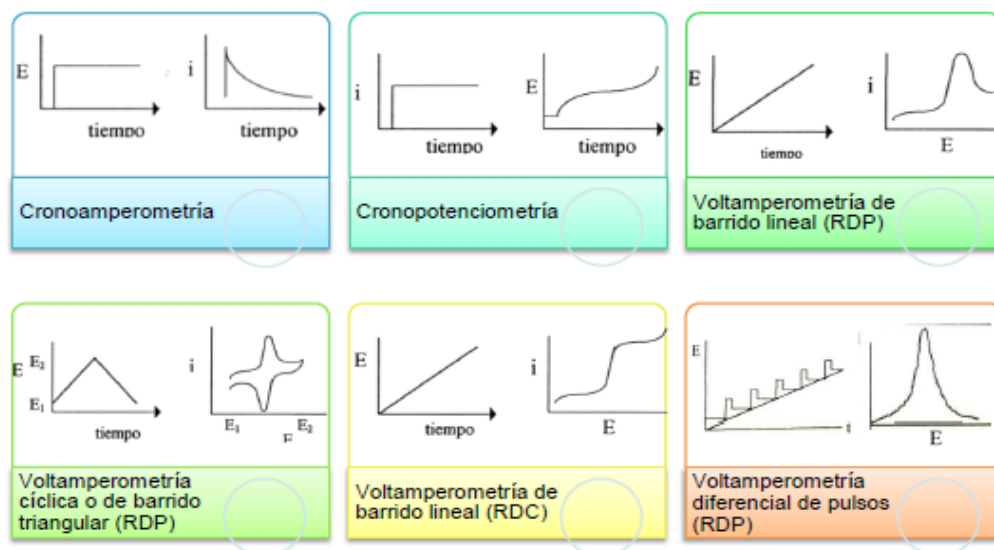 E
tiempo
i
tiempo
Cronoamperometría
i
tiempo
E
tiempo
Cronopotenciometría
E
tiempo
i
E
Voltamperometría de
barrido lineal (RDP)
E
E₂
E₁
tiempo
i
E₁
E₂
E
Voltamperometría
cíclica o de barrido
triangular (RDP)
E
tiempo
i
E
Voltamperometría de
barrido lineal (RDC)
E
t
E
Voltamperometría
diferencial de pulsos
(RDP)